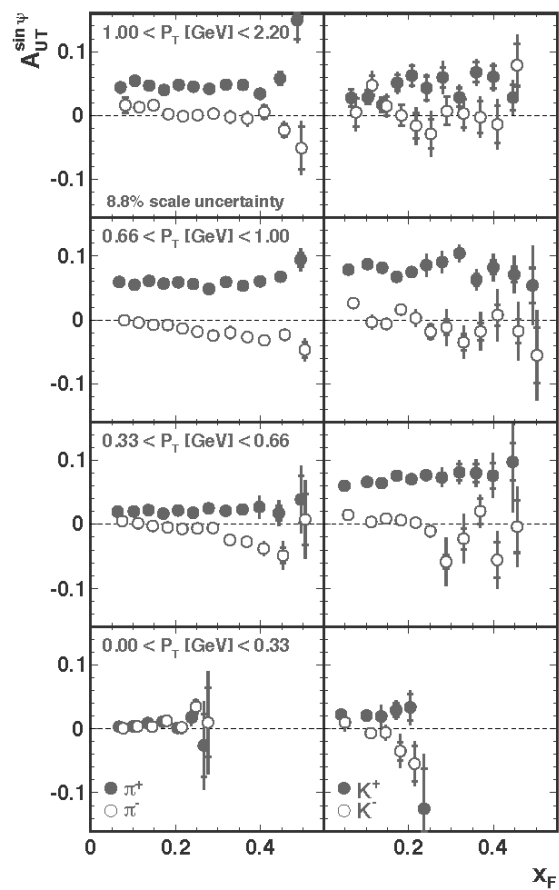 A_UT^sin ψ
1.00 < P_T [GeV] < 2.20
0.1
0
-0.1
8.8% scale uncertainty
0.66 < P_T [GeV] < 1.00
0.1
0
-0.1
0.33 < P_T [GeV] < 0.66
0.1
0
-0.1
0.00 < P_T [GeV] < 0.33
0.1
0
-0.1
π+ K+
π- K-
0 0.2 0.4 0.2 0.4
x_F